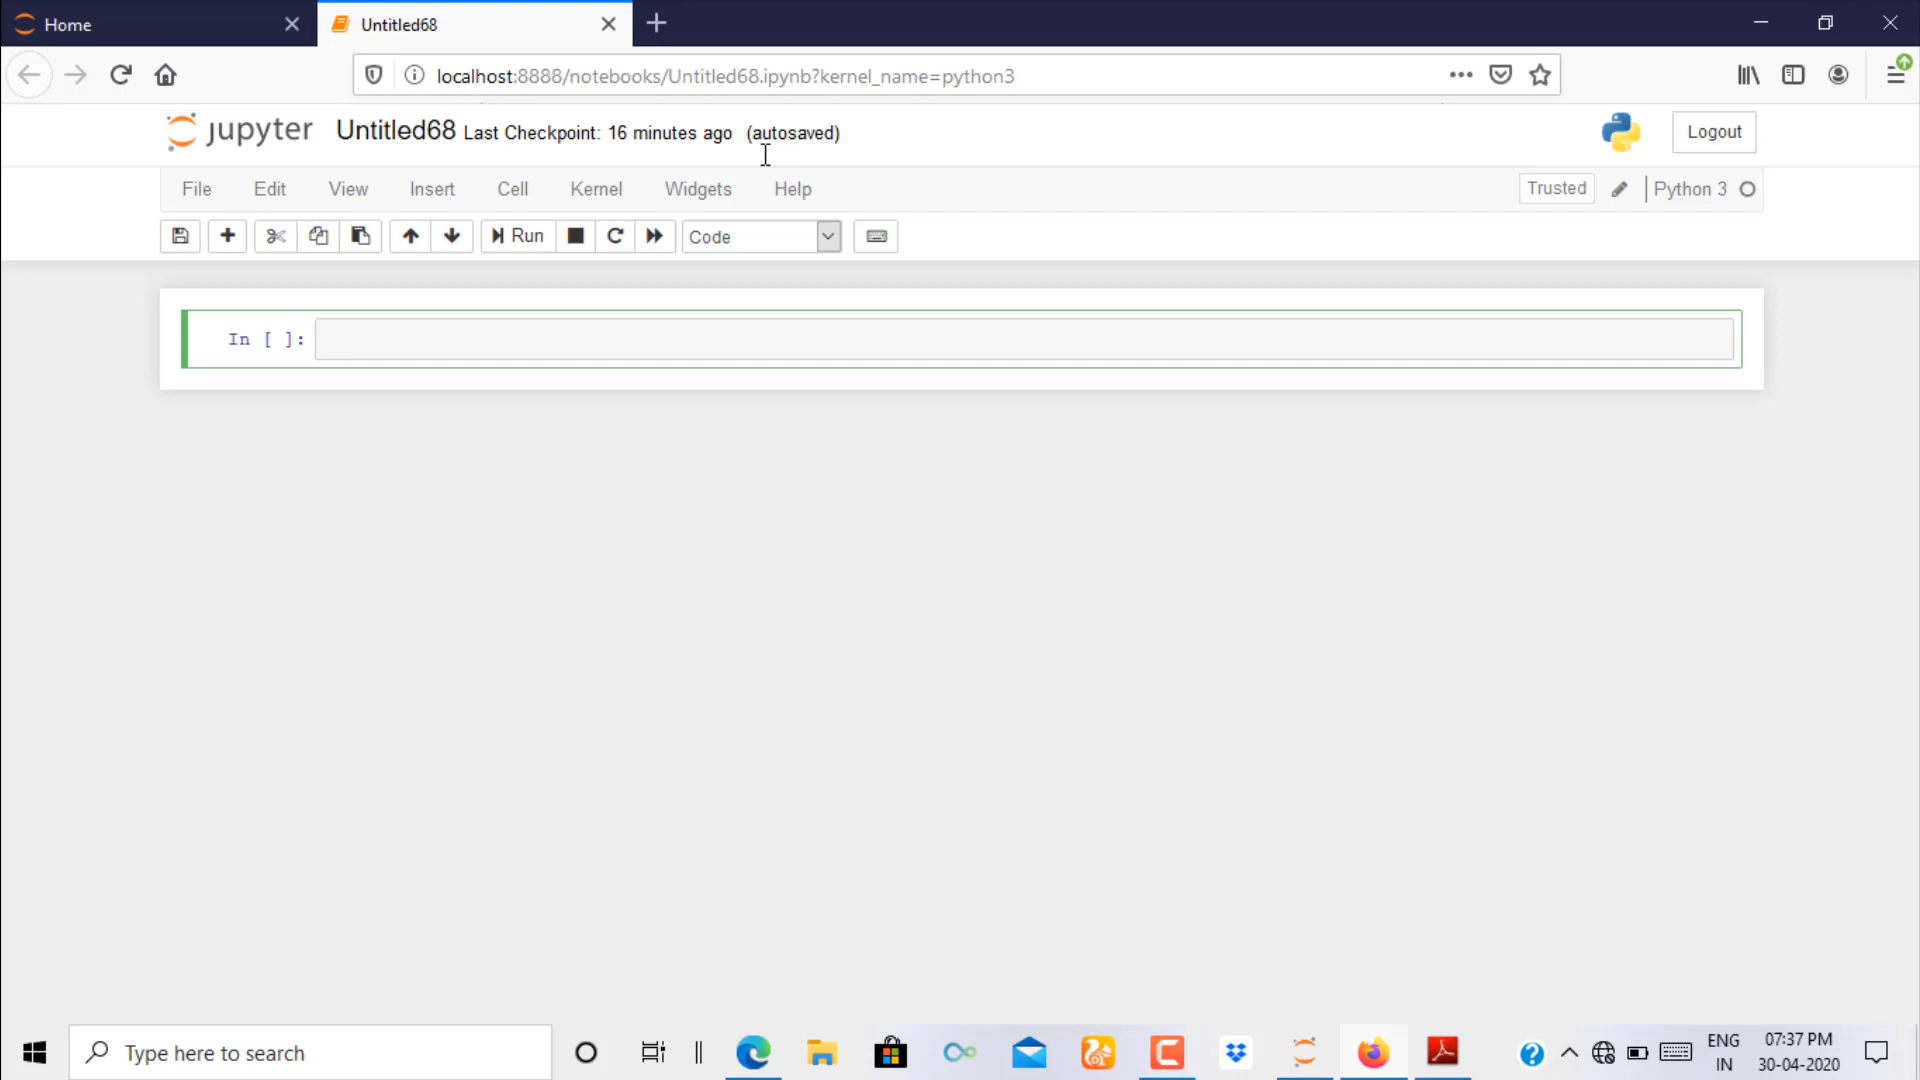 Home
Untitled68
localhost:8888/notebooks/Untitled68.ipynb?kernel_name=python3
jupyter Untitled68 Last Checkpoint: 16 minutes ago (autosaved)
Logout
File Edit View Insert Cell Kernel Widgets Help
Trusted
Python 3
Run
Code
In [ ]:
Type here to search
ENG
IN
07:37 PM
30-04-2020